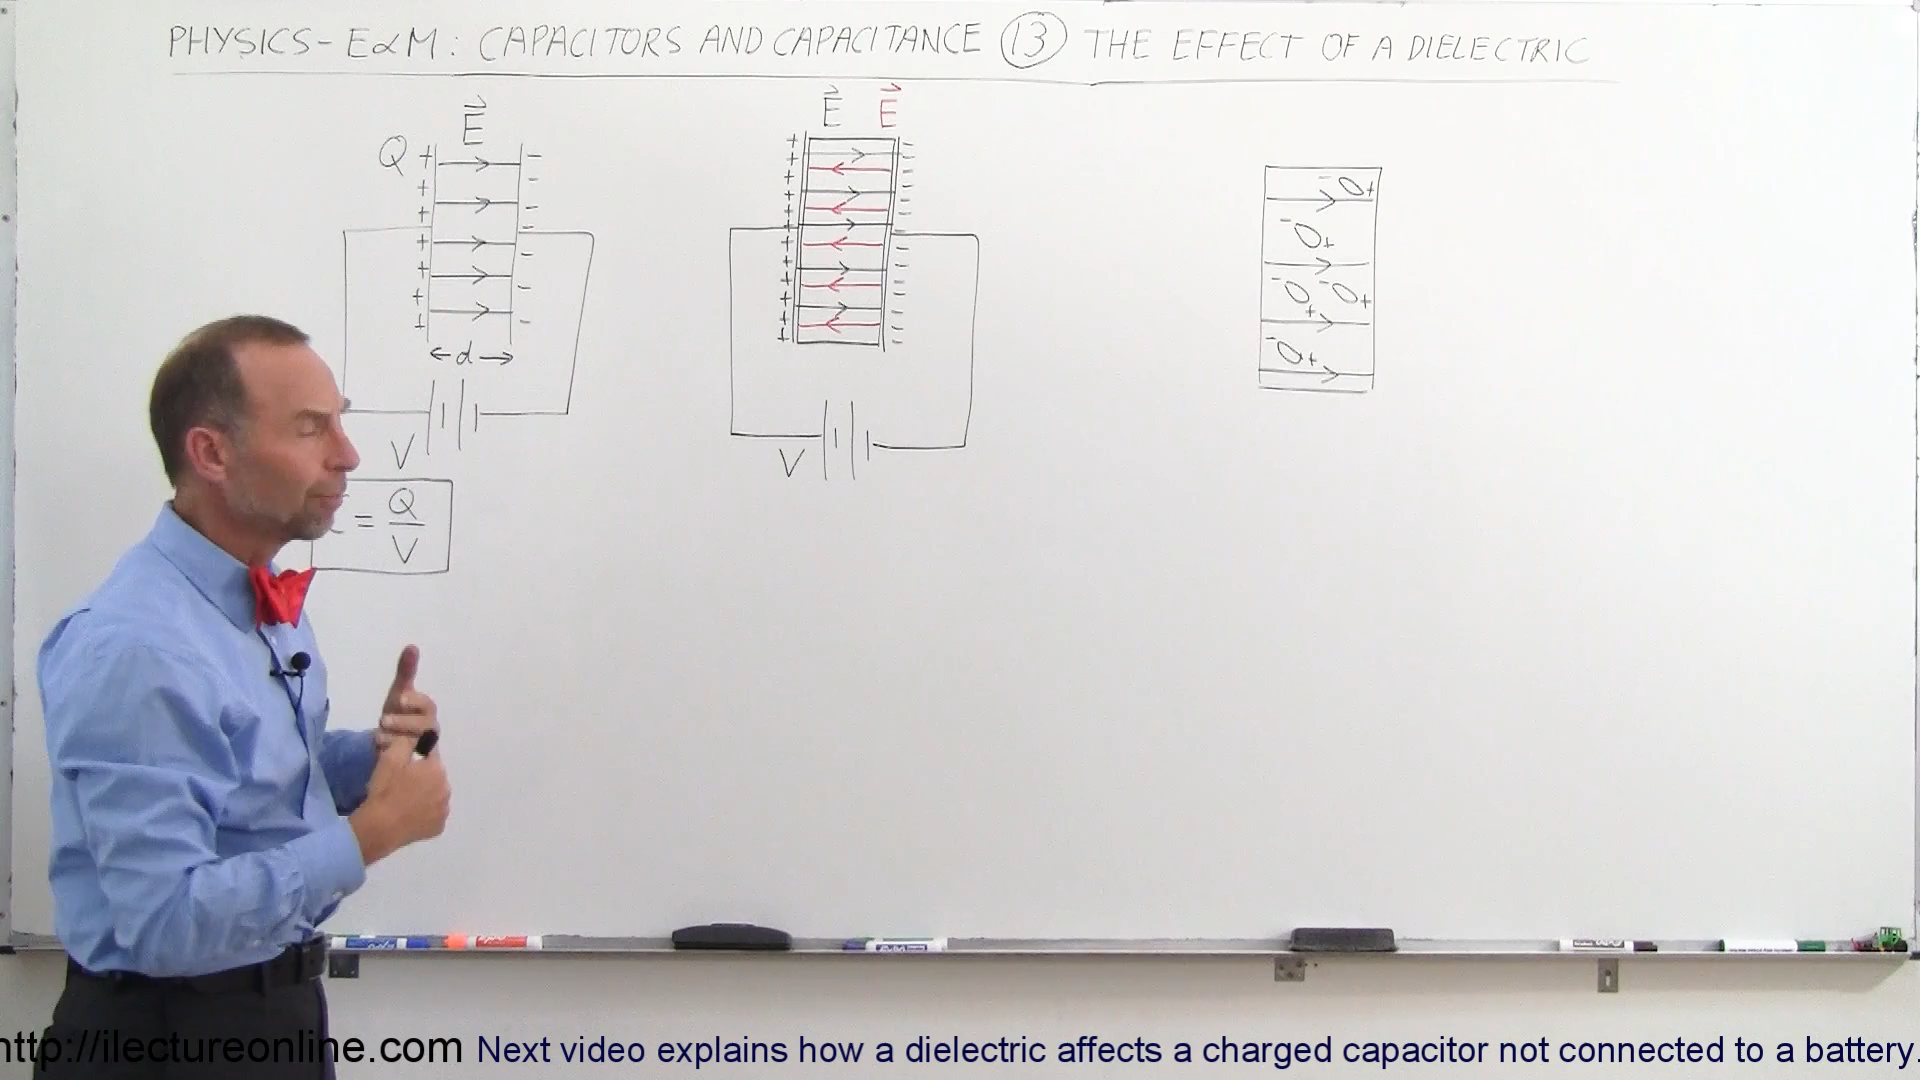 PHYSICS - E & M : CAPACITORS AND CAPACITANCE 13 THE EFFECT OF A DIELECTRIC
E
E E
Q
d
V
V
= Q
V
http://ilectureonline.com Next video explains how a dielectric affects a charged capacitor not connected to a battery.